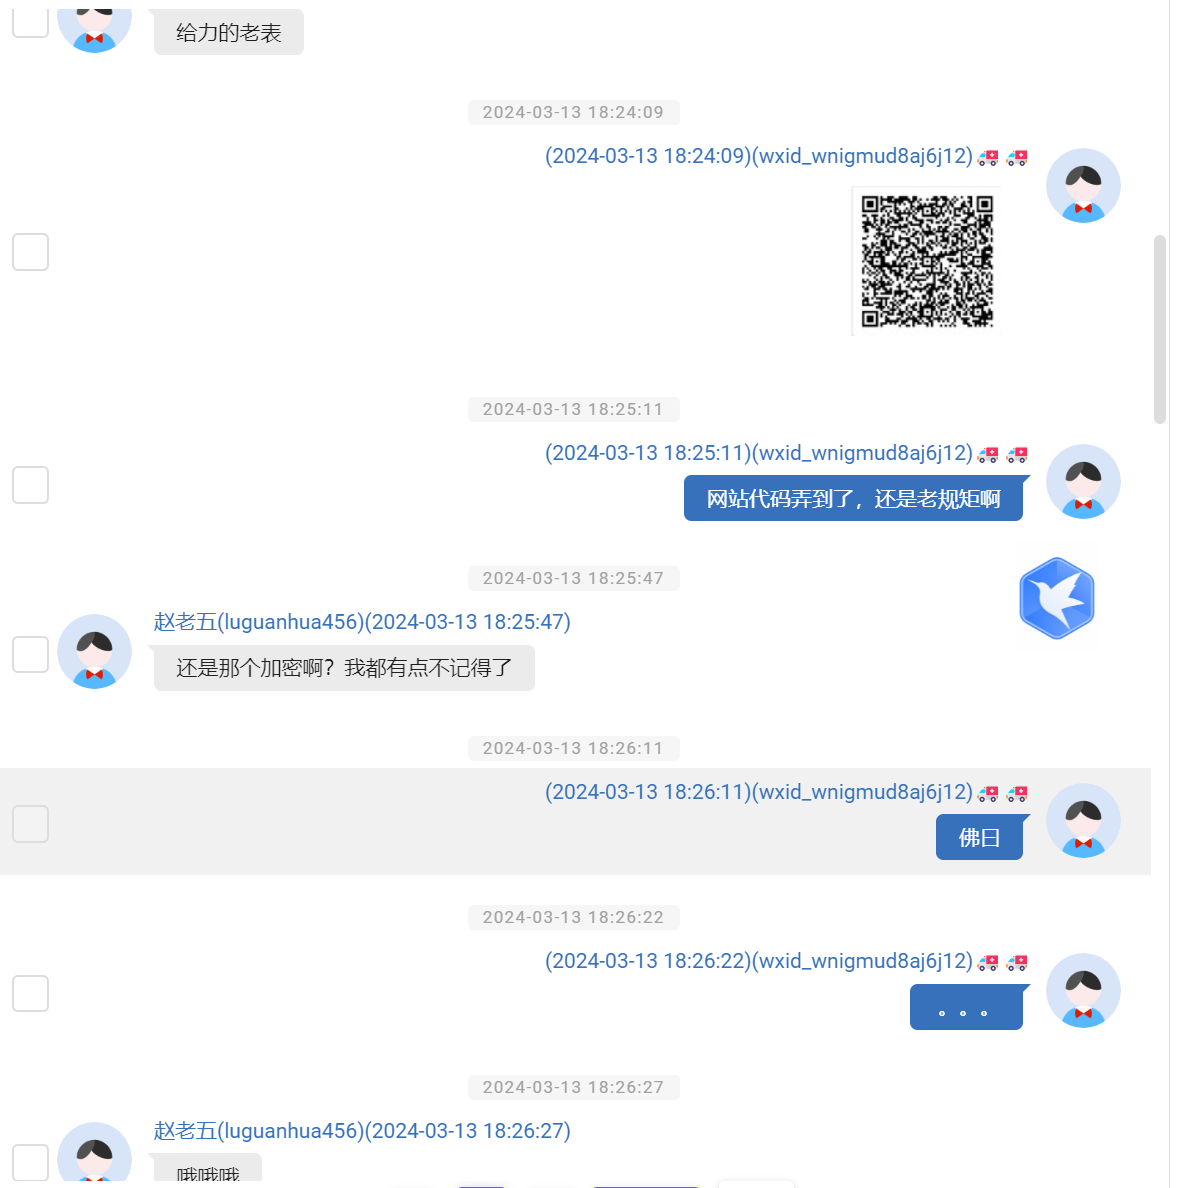 给力的老表
2024-03-13 18:24:09
(2024-03-13 18:24:09)(wxid_wnigmud8aj6j12)🚑 🚑
2024-03-13 18:25:11
(2024-03-13 18:25:11)(wxid_wnigmud8aj6j12)🚑 🚑
网站代码弄到了，还是老规矩啊
2024-03-13 18:25:47
赵老五(luguanhua456)(2024-03-13 18:25:47)
还是那个加密啊？我都有点不记得了
2024-03-13 18:26:11
(2024-03-13 18:26:11)(wxid_wnigmud8aj6j12)🚑 🚑
佛曰
2024-03-13 18:26:22
(2024-03-13 18:26:22)(wxid_wnigmud8aj6j12)🚑 🚑
。。。
2024-03-13 18:26:27
赵老五(luguanhua456)(2024-03-13 18:26:27)
哦哦哦